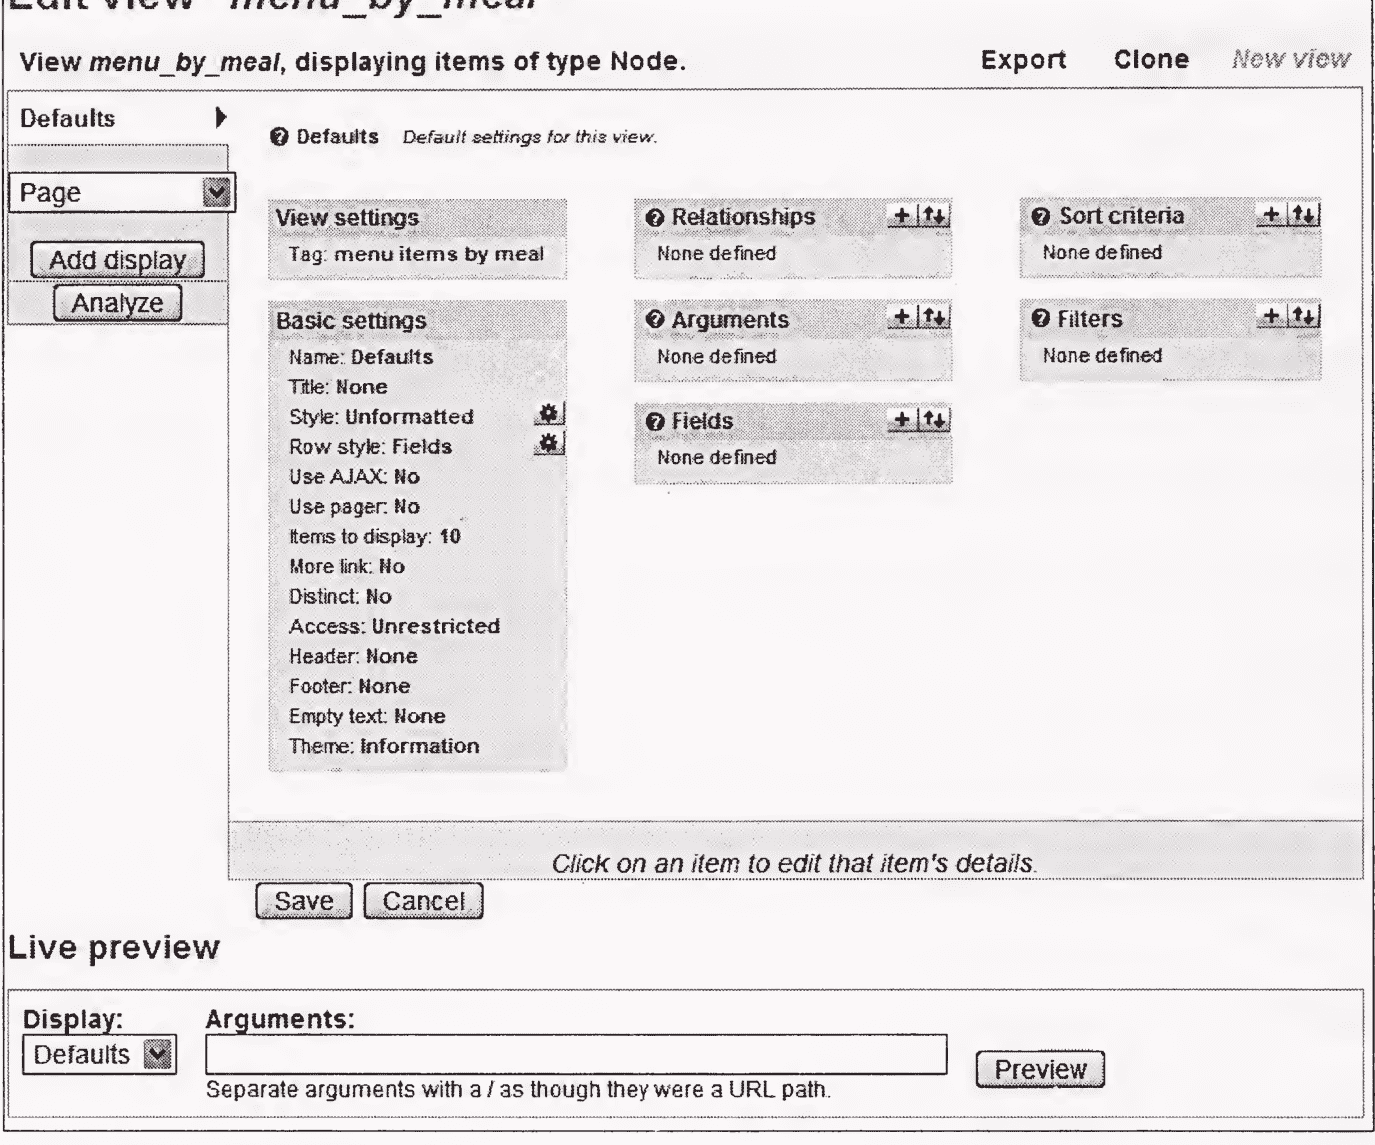 Edit view "menu_by_meal"
View menu_by_meal, displaying items of type Node.
Export Clone New view
Defaults
Page
Add display
Analyze
Defaults Default settings for this view.
View settings
Tag: menu items by meal
Basic settings
Name: Defaults
Title: None
Style: Unformatted
Row style: Fields
Use AJAX: No
Use pager: No
Items to display: 10
More link: No
Distinct: No
Access: Unrestricted
Header: None
Footer: None
Empty text: None
Theme: Information
Relationships
None defined
Arguments
None defined
Fields
None defined
Sort criteria
None defined
Filters
None defined
Click on an item to edit that item's details.
Save Cancel
Live preview
Display: Arguments:
Defaults
Preview
Separate arguments with a / as though they were a URL path.